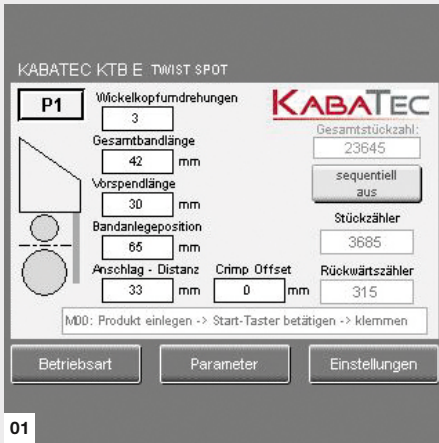 KABATEC KTB E TWIST SPOT
P1
Wickelkopfumdrehungen
3
Gesamtbandlänge
42 mm
Vorspendlänge
30 mm
Bandanlegeposition
65 mm
Anschlag - Distanz
33 mm
Crimp Offset
0 mm
KABATEC
Gesamtstückzahl:
23645
sequentiell
aus
Stückzähler
3685
Rückwärtszähler
315
M00: Produkt einlegen -> Start-Taster betätigen -> klemmen
Betriebsart
Parameter
Einstellungen
01